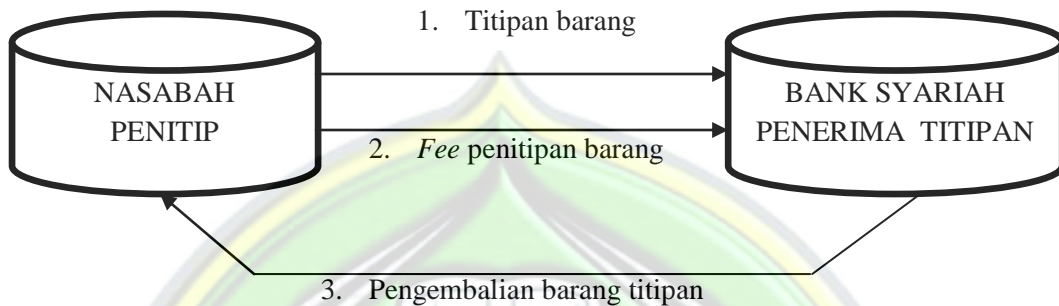 1. Titipan barang
NASABAH
PENITIP
BANK SYARIAH
PENERIMA TITIPAN
2. Fee penitipan barang
3. Pengembalian barang titipan